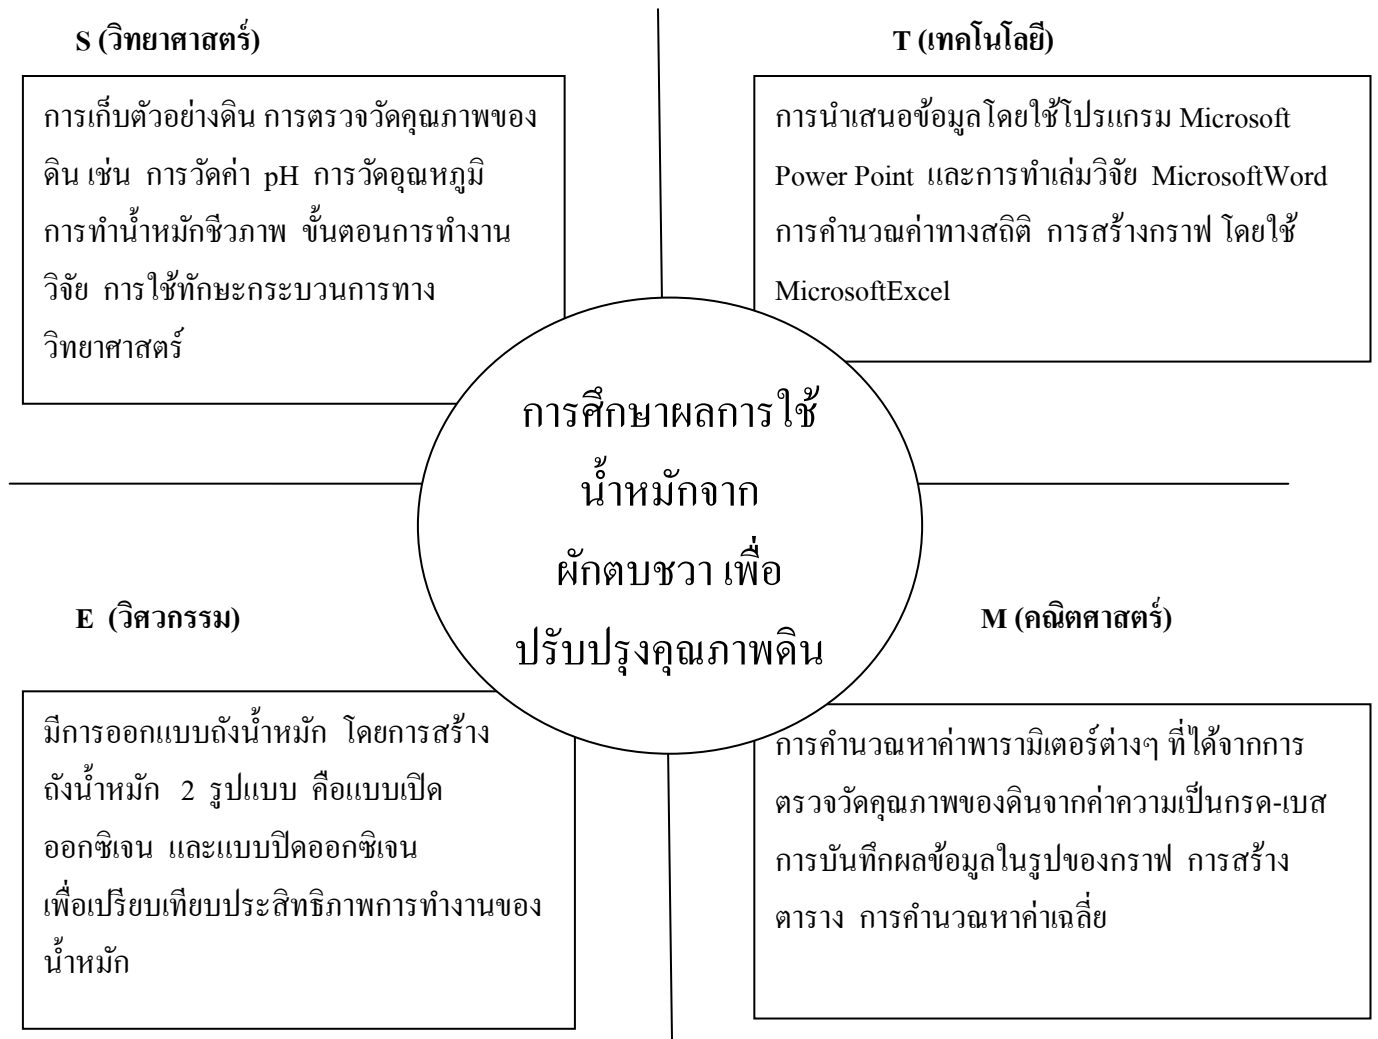 S (วิทยาศาสตร์)
การเก็บตัวอย่างดิน การตรวจวัดคุณภาพของ
ดิน เช่น การวัดค่า pH การวัดอุณหภูมิ
การทำน้ำหมักชีวภาพ ขั้นตอนการทำงาน
วิจัย การใช้ทักษะกระบวนการทาง
วิทยาศาสตร์
T (เทคโนโลยี)
การนำเสนอข้อมูลโดยใช้โปรแกรม Microsoft
Power Point และการทำเล่มวิจัย MicrosoftWord
การคำนวณค่าทางสถิติ การสร้างกราฟ โดยใช้
MicrosoftExcel
การศึกษาผลการใช้
น้ำหมักจาก
ผักตบชวา เพื่อ
ปรับปรุงคุณภาพดิน
E (วิศวกรรม)
มีการออกแบบถังน้ำหมัก โดยการสร้าง
ถังน้ำหมัก 2 รูปแบบ คือแบบเปิด
ออกซิเจน และแบบปิดออกซิเจน
เพื่อเปรียบเทียบประสิทธิภาพการทำงานของ
น้ำหมัก
M (คณิตศาสตร์)
การคำนวณหาค่าพารามิเตอร์ต่างๆ ที่ได้จากการ
ตรวจวัดคุณภาพของดินจากค่าความเป็นกรด-เบส
การบันทึกผลข้อมูลในรูปของกราฟ การสร้าง
ตาราง การคำนวณหาค่าเฉลี่ย